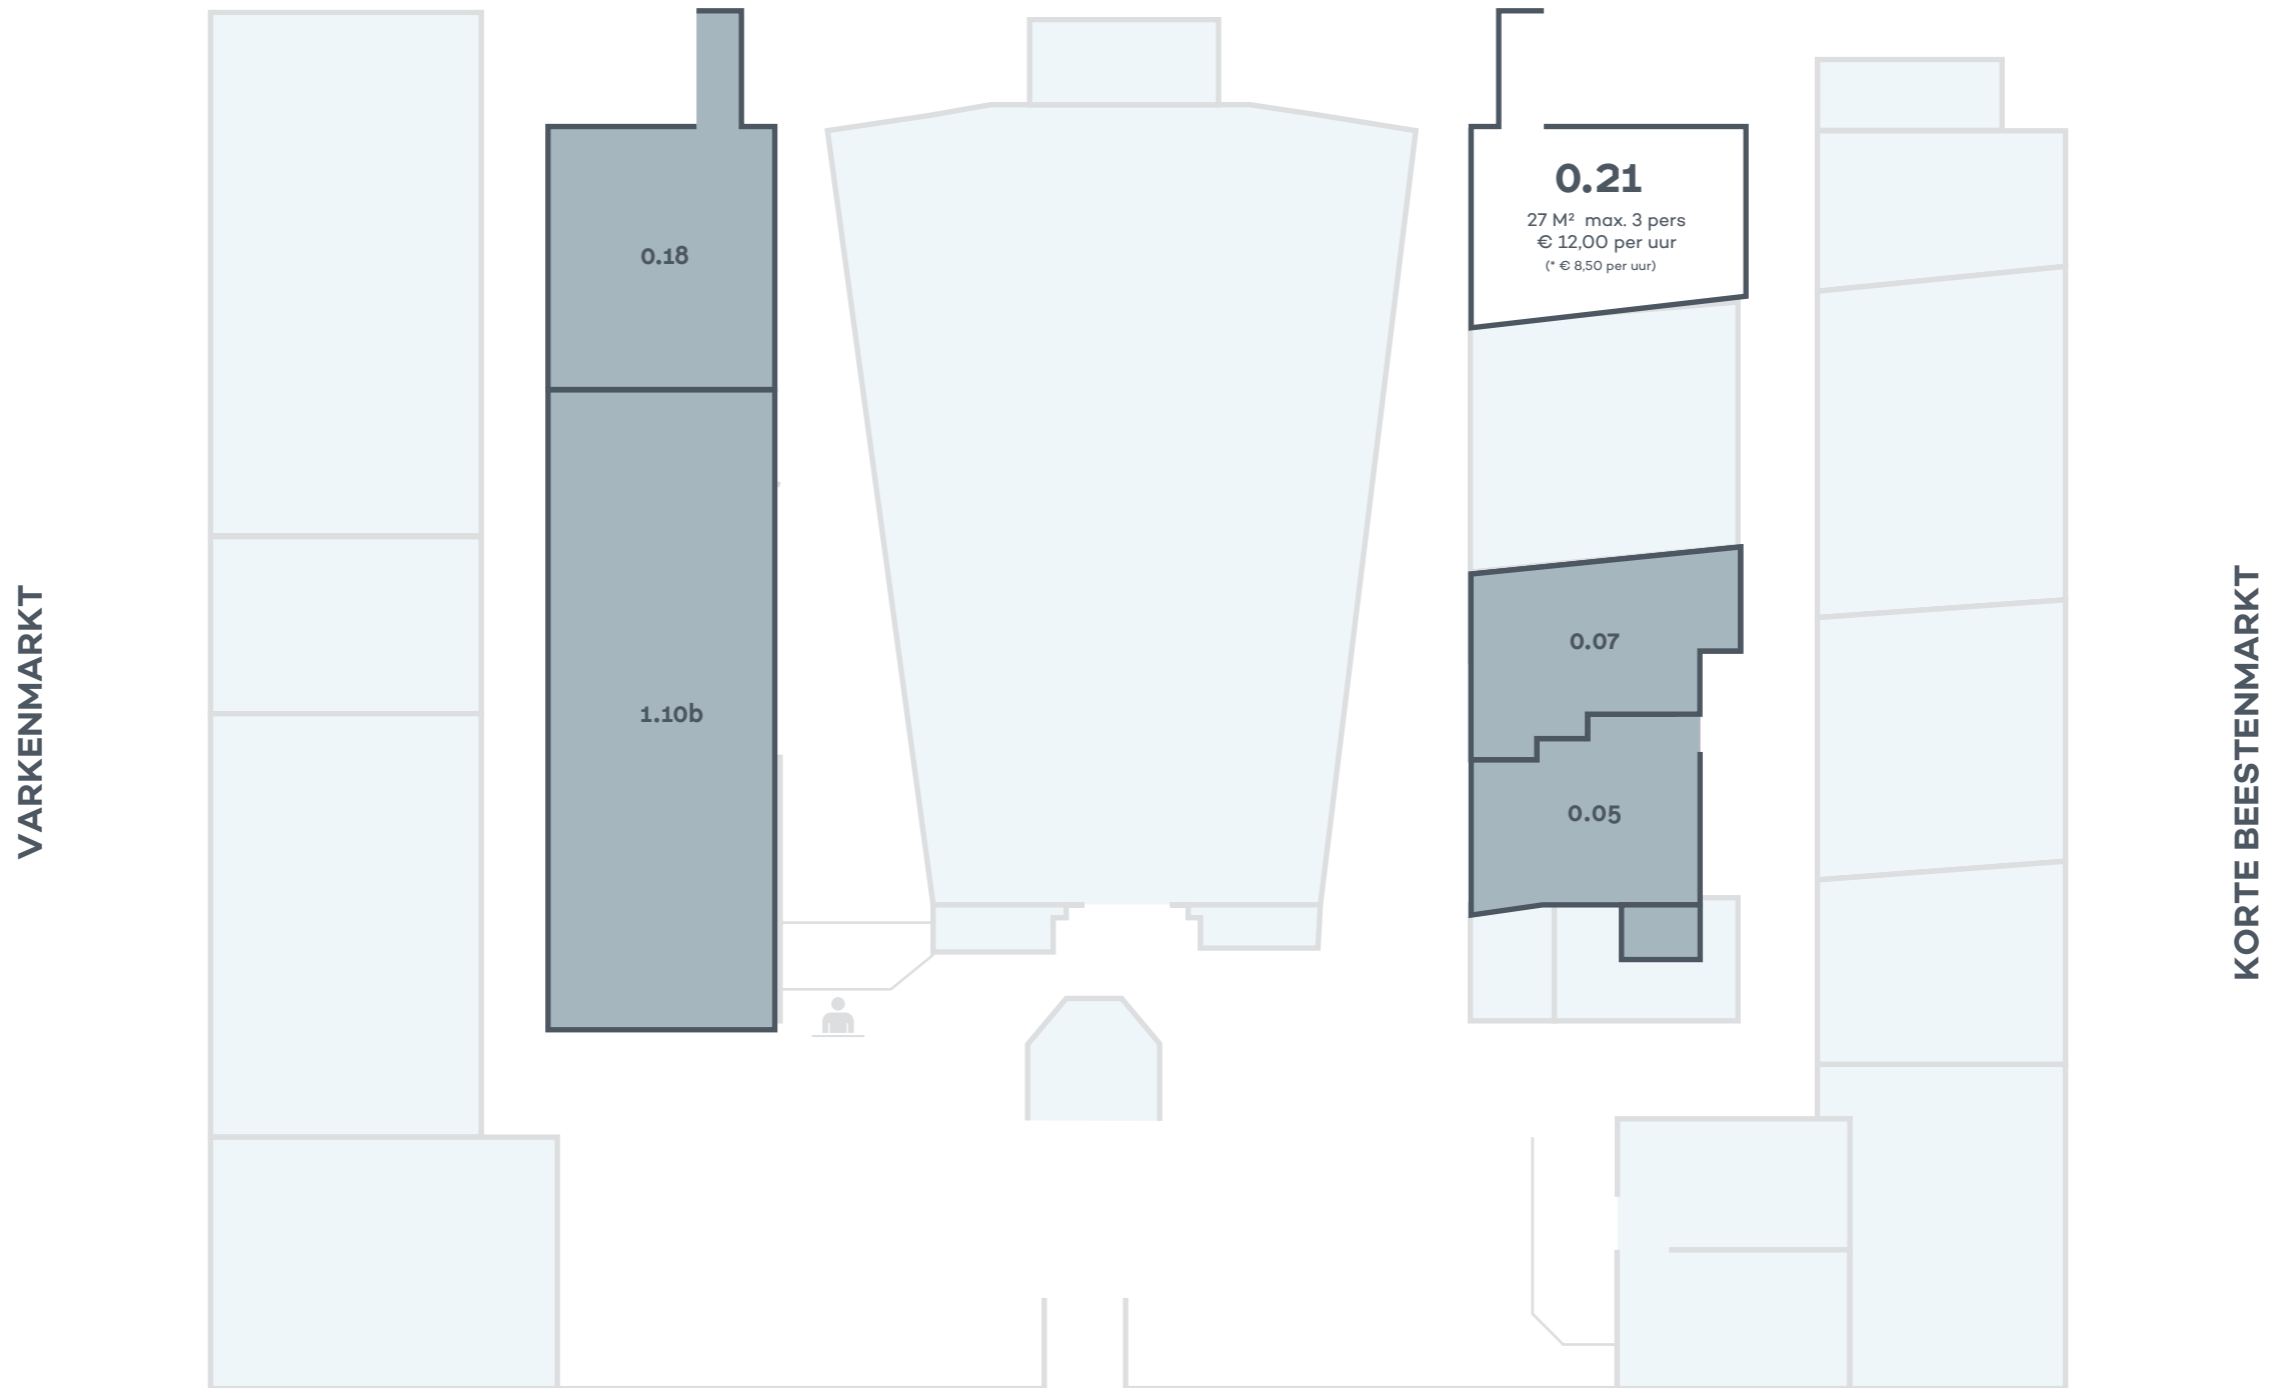 0.21
27 M² max. 3 pers
€ 12,00 per uur
(* € 8,50 per uur)
0.18
0.07
1.10b
0.05
VARKENMARKT
KORTE BEESTENMARKT